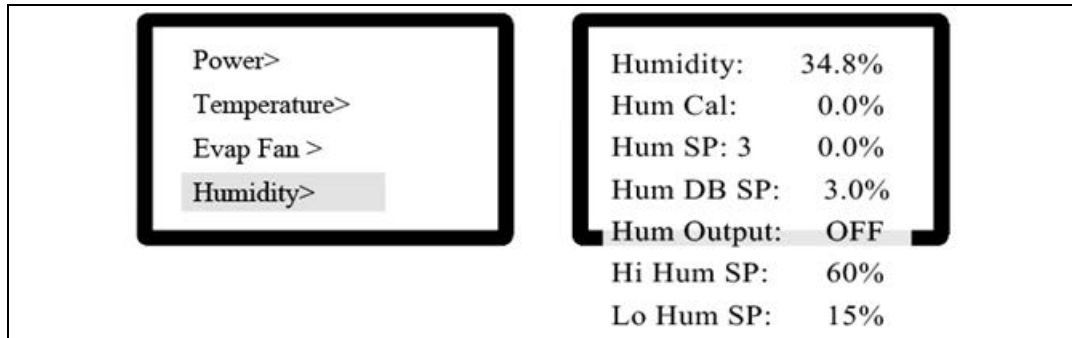 Power>
Temperature>
Evap Fan >
Humidity>
Humidity: 34.8%
Hum Cal: 0.0%
Hum SP: 3 0.0%
Hum DB SP: 3.0%
Hum Output: OFF
Hi Hum SP: 60%
Lo Hum SP: 15%